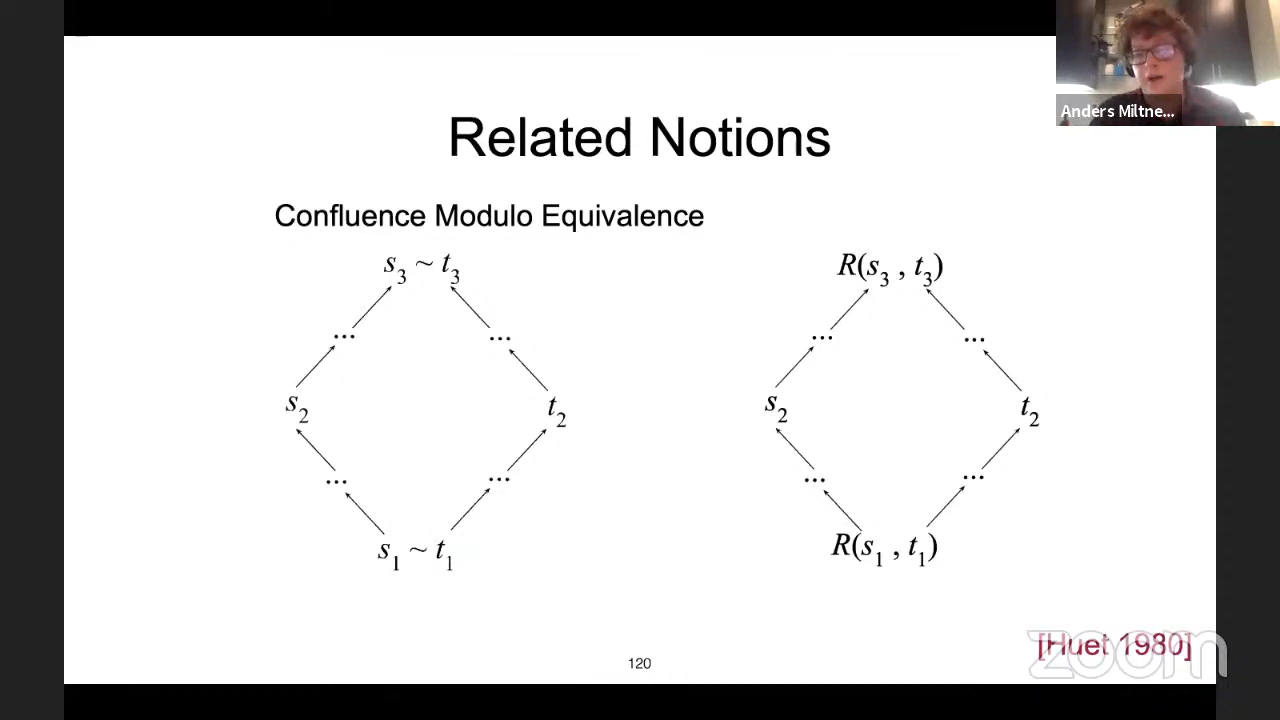 Anders Miltne...
Related Notions
Confluence Modulo Equivalence
s3 ~ t3
R(s3 , t3)
... ... ... ...
s2 t2 s2 t2
... ... ... ...
s1 ~ t1
R(s1 , t1)
[Huet 1980]
zoom
120